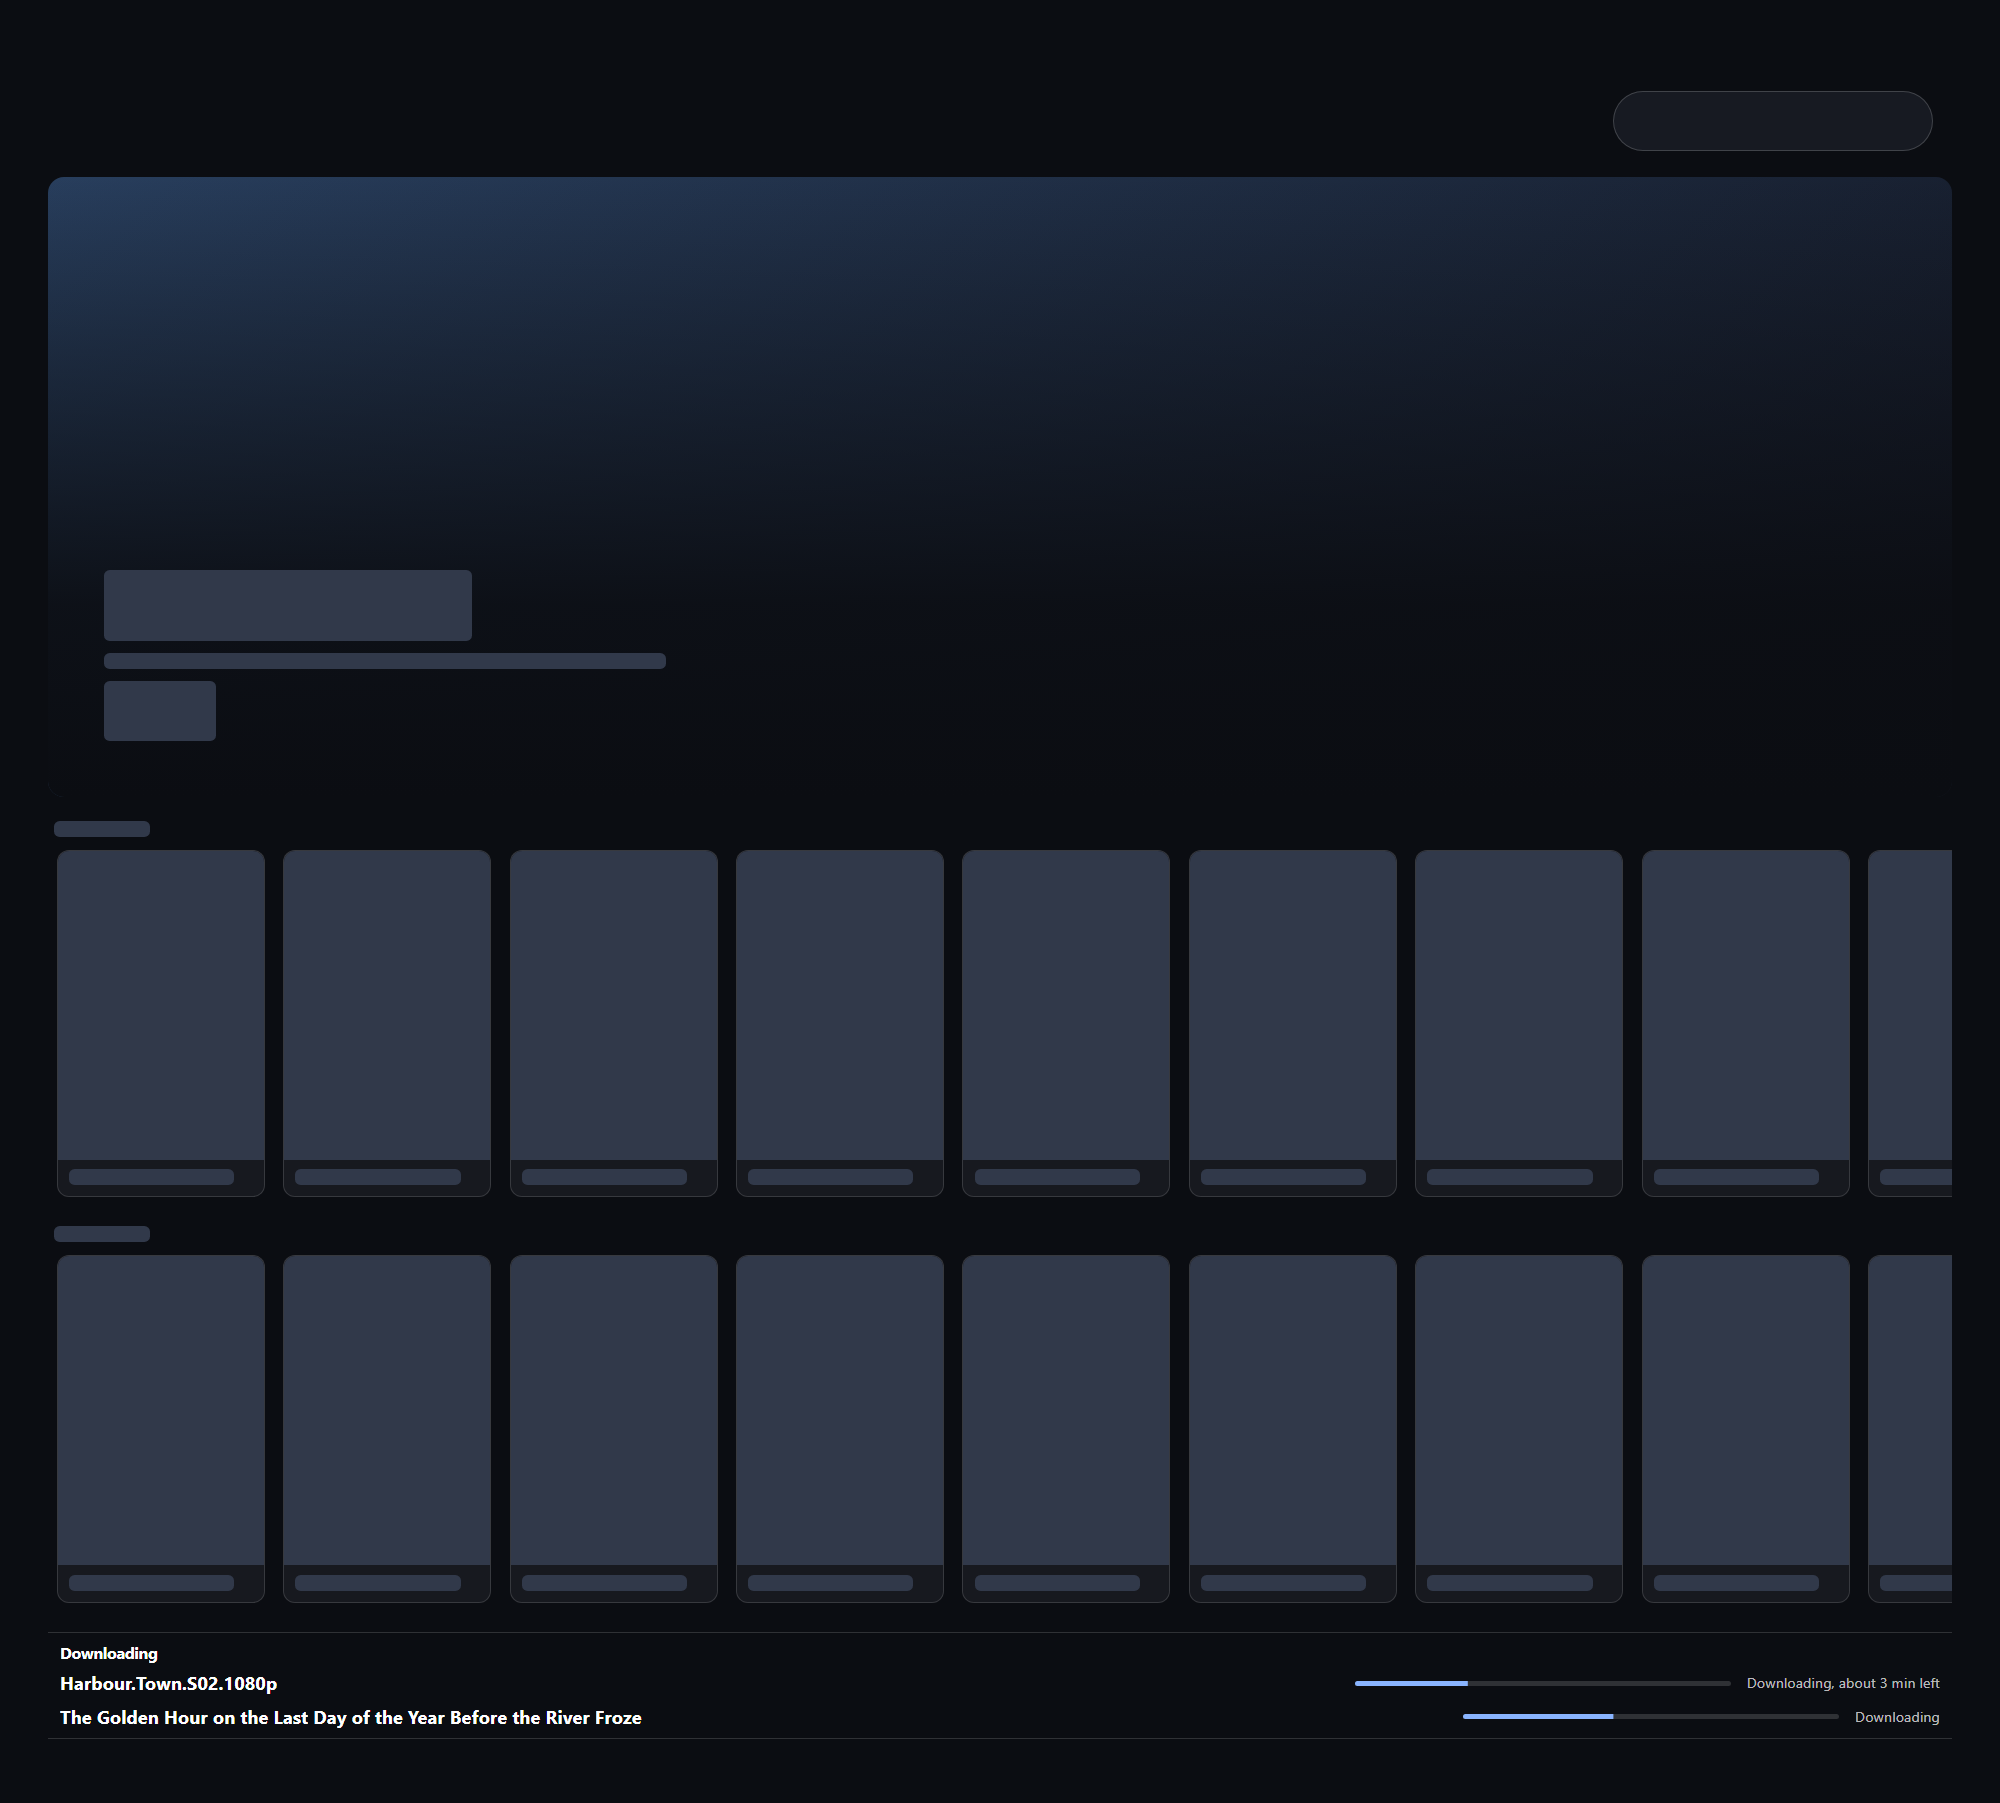 Downloading
Harbour.Town.S02.1080p
Downloading, about 3 min left
The Golden Hour on the Last Day of the Year Before the River Froze
Downloading